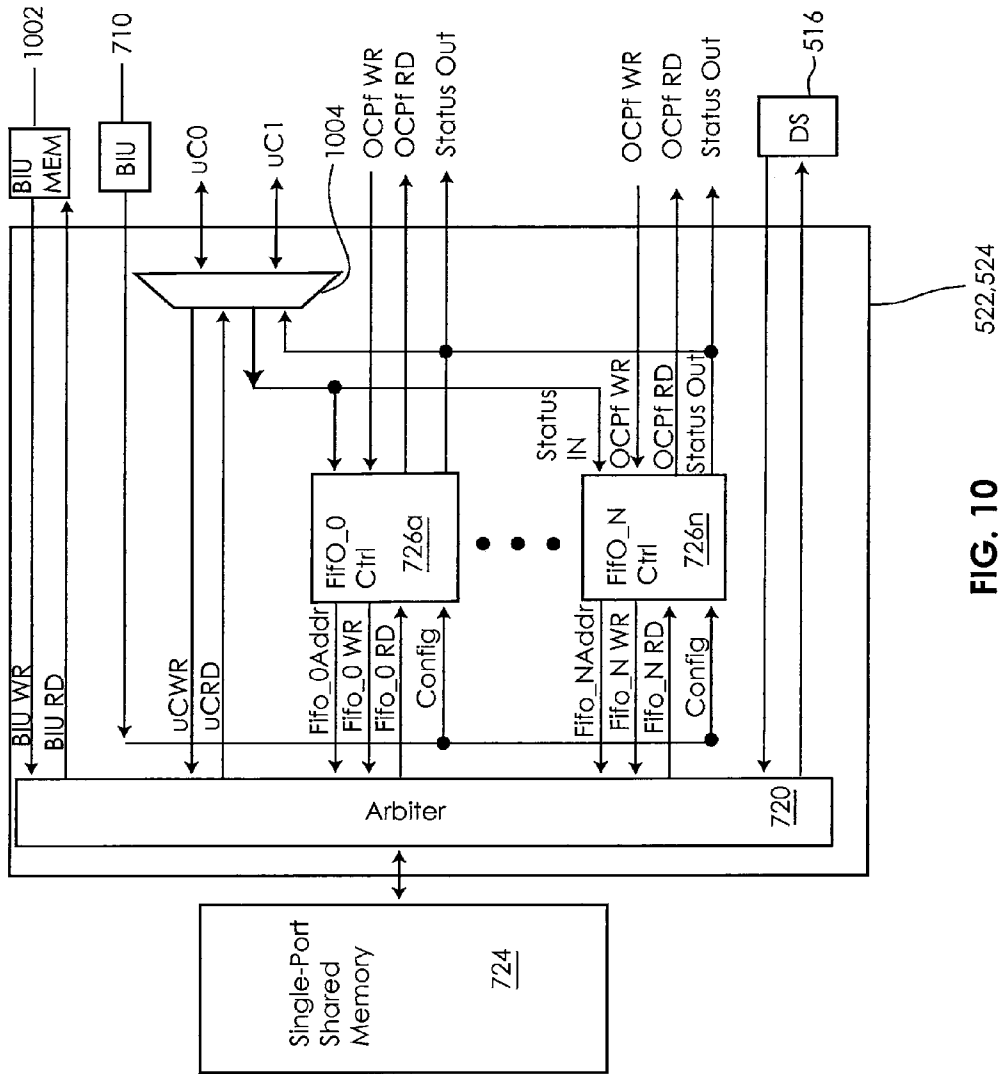 1002
BIU
MEM
710
BIU
uC0
uC1
1004
OCPf WR
OCPf RD
Status Out
OCPf WR
OCPf RD
Status Out
516
DS
522,524
BIU WR
BIU RD
uCWR
uCRD
FifO_0
Ctrl
726a
Fifo_0Addr
Fifo_0 WR
Fifo_0 RD
Config
Status
IN
OCPf WR
OCPf RD
Status Out
FifO_N
Ctrl
726n
Fifo_NAddr
Fifo_N WR
Fifo_N RD
Config
Arbiter
720
Single-Port
Shared
Memory
724
FIG. 10